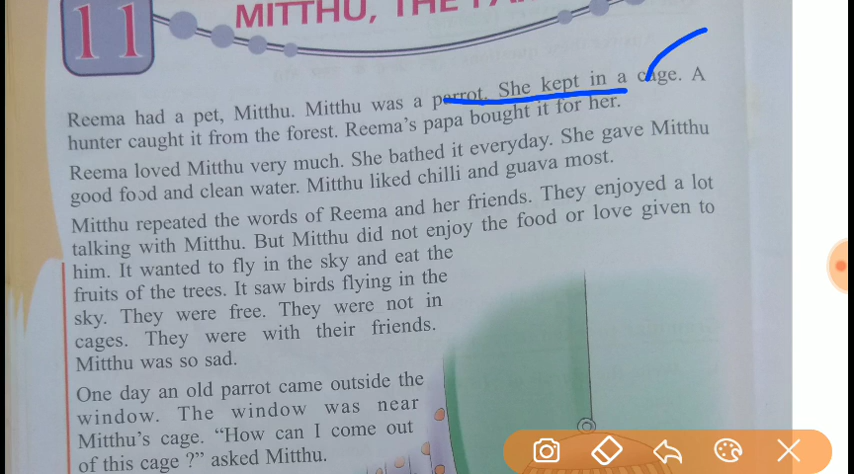 11
MITTHU, THE
Reema had a pet, Mitthu. Mitthu was a parrot. She kept in a cage. A
hunter caught it from the forest. Reema's papa bought it for her.
Reema loved Mitthu very much. She bathed it everyday. She gave Mitthu
good food and clean water. Mitthu liked chilli and guava most.
Mitthu repeated the words of Reema and her friends. They enjoyed a lot
talking with Mitthu. But Mitthu did not enjoy the food or love given to
him. It wanted to fly in the sky and eat the
fruits of the trees. It saw birds flying in the
sky. They were free. They were not in
cages. They were with their friends.
Mitthu was so sad.
One day an old parrot came outside the
window. The window was near
Mitthu's cage. "How can I come out
of this cage ?" asked Mitthu.